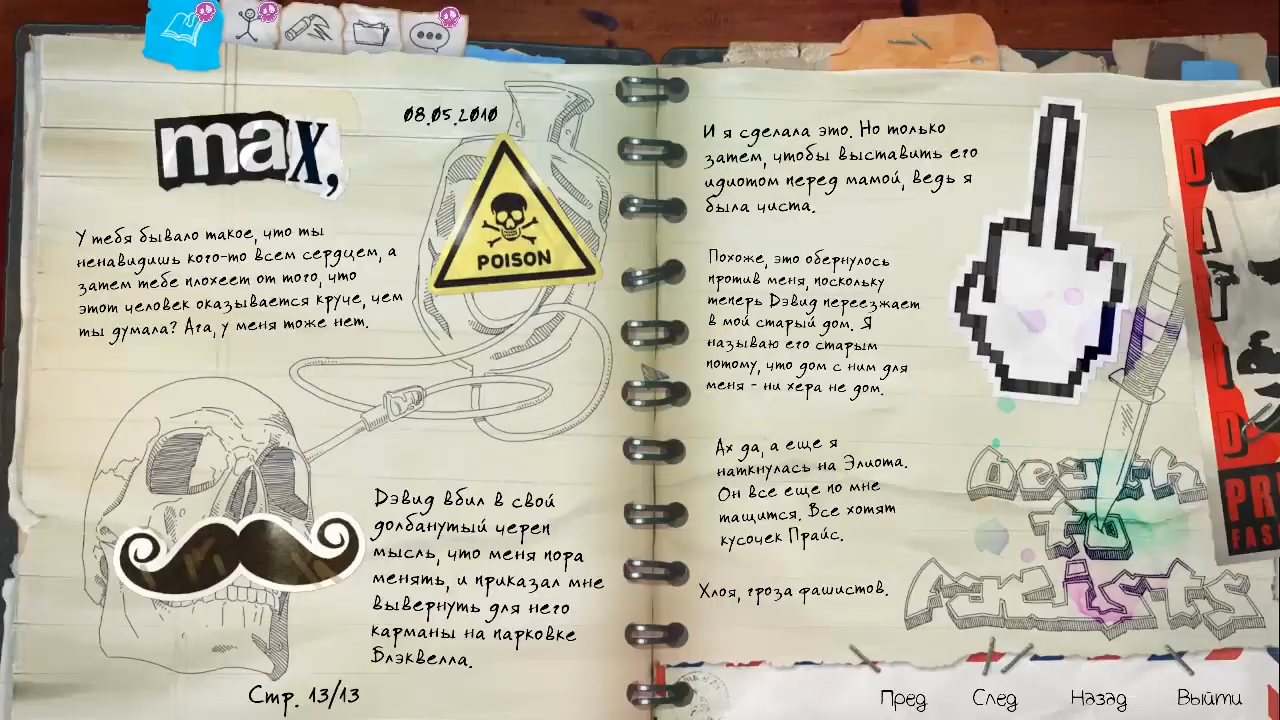 08.05.2010
max,
POISON
У тебя бывало такое, что ты
ненавидишь кого-то всем сердцем, а
затем тебе плохеет от того, что
этот человек оказывается круче, чем
ты думала? Ага, у меня тоже нет.
Дэвид вбил в свой
долбанутый череп
мысль, что меня пора
менять, и приказал мне
вывернуть для него
карманы на парковке
Блэквелла.
Стр. 13/13
И я сделала это. Но только
затем, чтобы выставить его
идиотом перед мамой, ведь я
была чиста.
Похоже, это обернулось
против меня, поскольку
теперь Дэвид переезжает
в мой старый дом. Я
называю его старым
потому, что дом с ним для
меня - ни хера не дом.
Ах да, а еще я
наткнулась на Элиота.
Он все еще по мне
тащится. Все хотят
кусочек Прайс.
Хлоя, гроза фашистов.
death
to
fascists
PR
FAS
Пред
След
Назад
Выйти